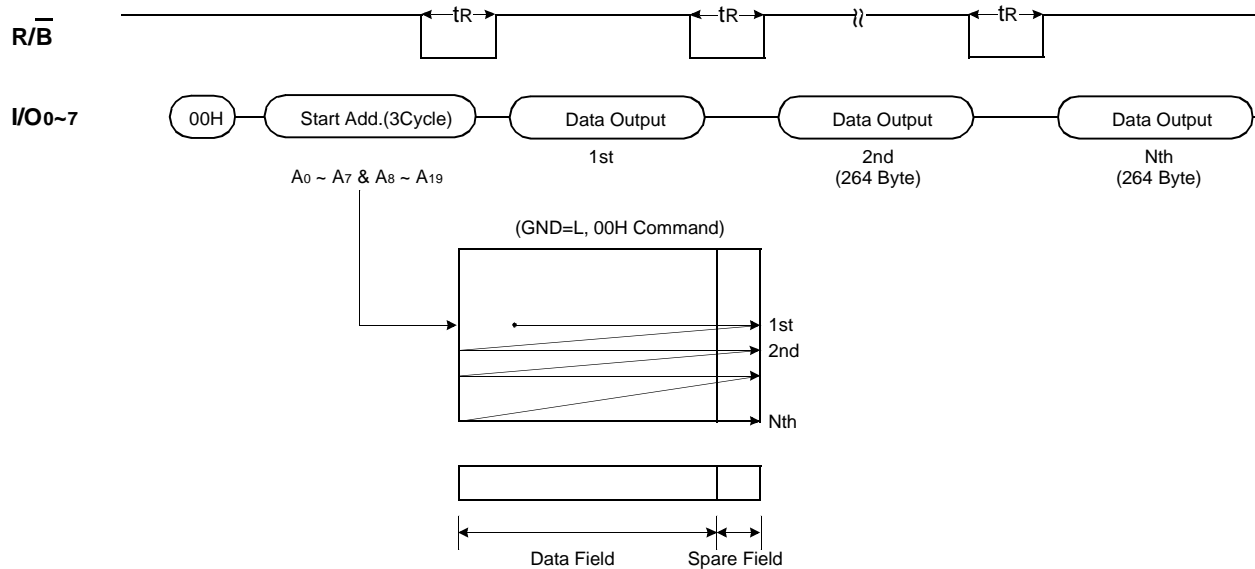 R/B tR tR ≈ tR
I/O0~7 00H Start Add.(3Cycle) Data Output Data Output Data Output
1st 2nd Nth
(264 Byte) (264 Byte)
A0 ~ A7 & A8 ~ A19
(GND=L, 00H Command)
1st
2nd
Nth
Data Field Spare Field